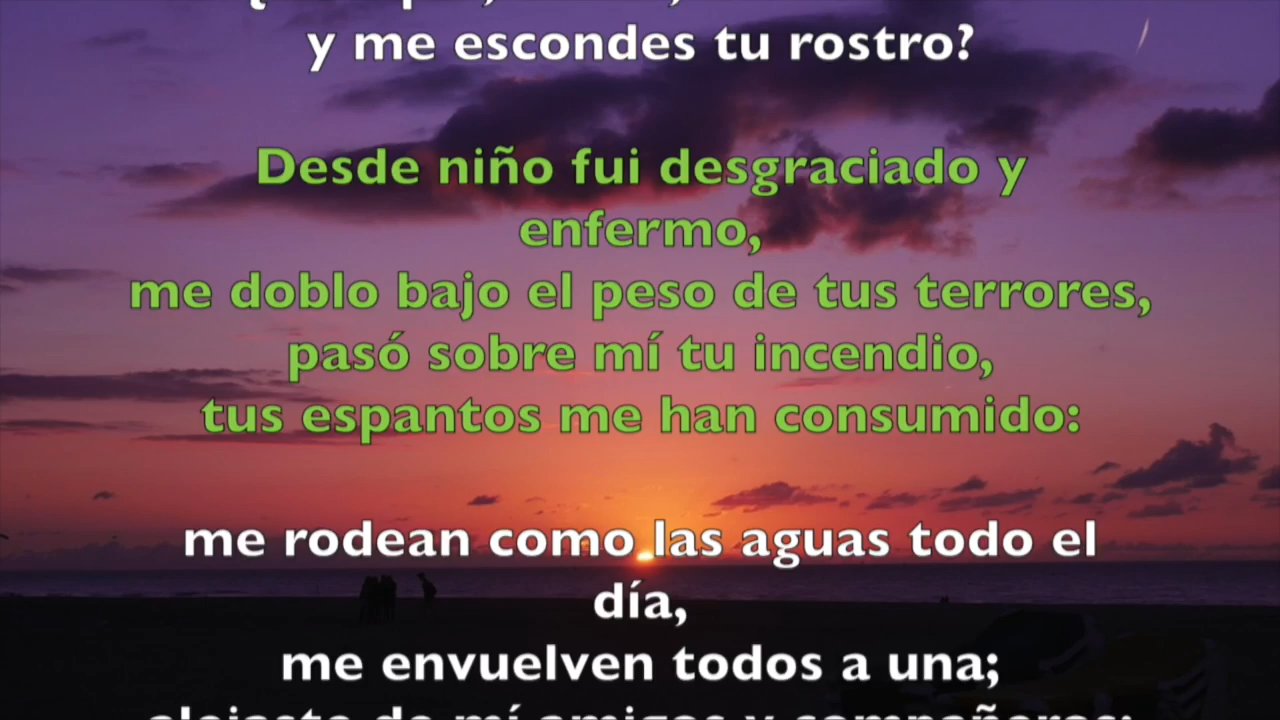 y me escondes tu rostro?
Desde niño fui desgraciado y
enfermo,
me doblo bajo el peso de tus terrores,
pasó sobre mí tu incendio,
tus espantos me han consumido:
me rodean como las aguas todo el
día,
me envuelven todos a una;